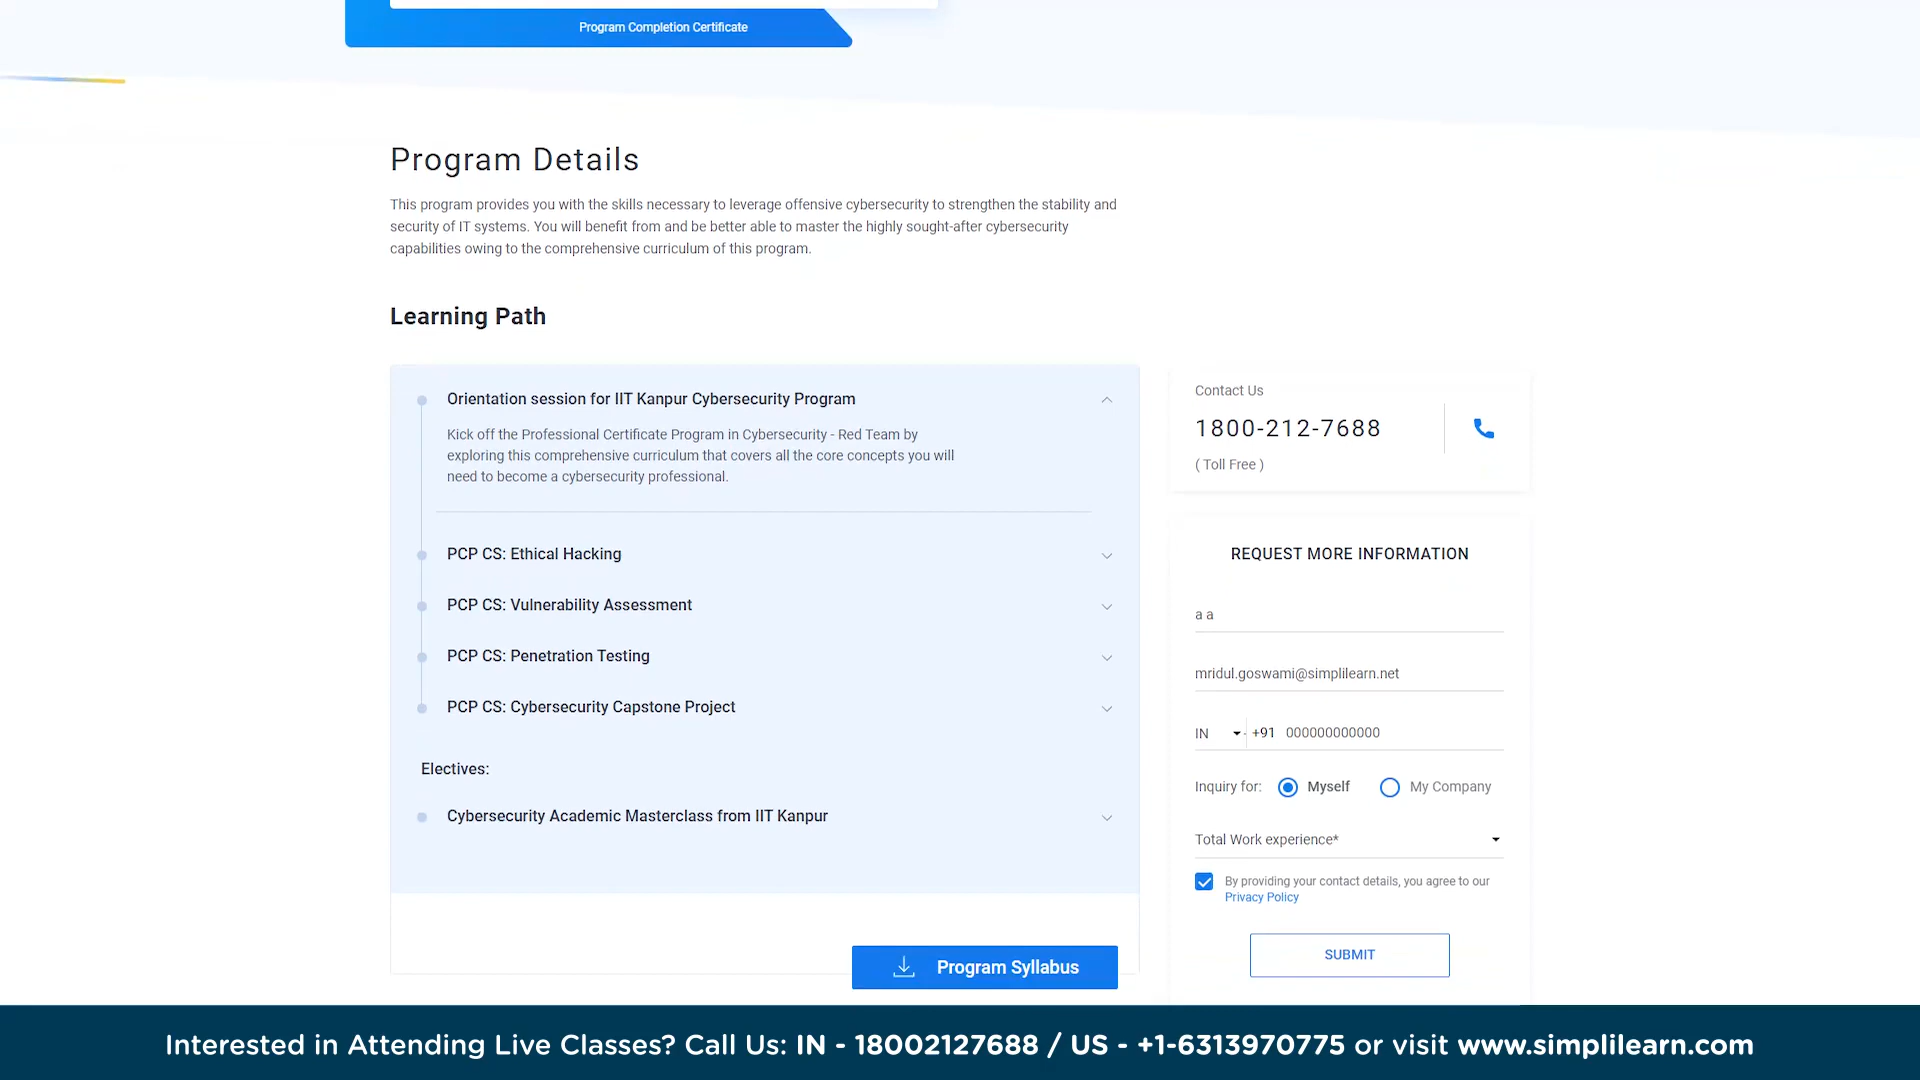 Program Completion Certificate
Program Details
This program provides you with the skills necessary to leverage offensive cybersecurity to strengthen the stability and
security of IT systems. You will benefit from and be better able to master the highly sought-after cybersecurity
capabilities owing to the comprehensive curriculum of this program.
Learning Path
Orientation session for IIT Kanpur Cybersecurity Program
Kick off the Professional Certificate Program in Cybersecurity - Red Team by
exploring this comprehensive curriculum that covers all the core concepts you will
need to become a cybersecurity professional.
PCP CS: Ethical Hacking
PCP CS: Vulnerability Assessment
PCP CS: Penetration Testing
PCP CS: Cybersecurity Capstone Project
Electives:
Cybersecurity Academic Masterclass from IIT Kanpur
Program Syllabus
Contact Us
1800-212-7688
( Toll Free )
REQUEST MORE INFORMATION
a a
mridul.goswami@simplilearn.net
IN +91 000000000000
Inquiry for: Myself My Company
Total Work experience*
By providing your contact details, you agree to our
Privacy Policy
SUBMIT
Interested in Attending Live Classes? Call Us: IN - 18002127688 / US - +1-6313970775 or visit www.simplilearn.com